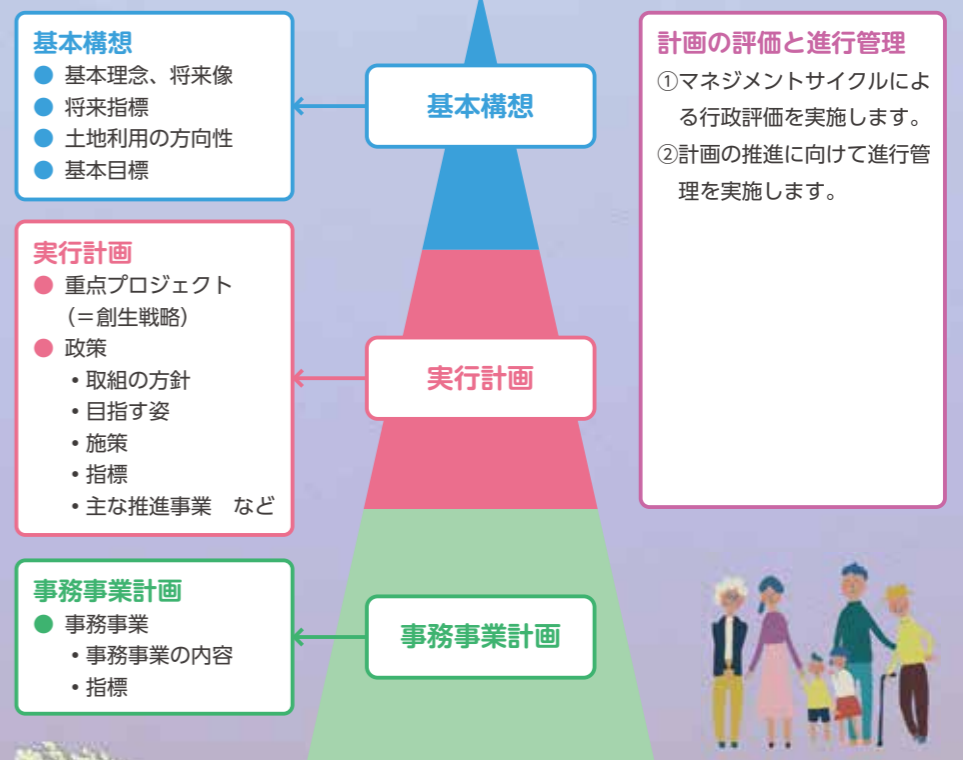 基本構想
● 基本理念、将来像
● 将来指標
● 土地利用の方向性
● 基本目標
実行計画
● 重点プロジェクト
（＝創生戦略）
● 政策
・取組の方針
・目指す姿
・施策
・指標
・主な推進事業　など
事務事業計画
● 事務事業
・事務事業の内容
・指標
基本構想
実行計画
事務事業計画
計画の評価と進行管理
①マネジメントサイクルによ
る行政評価を実施します。
②計画の推進に向けて進行管
理を実施します。